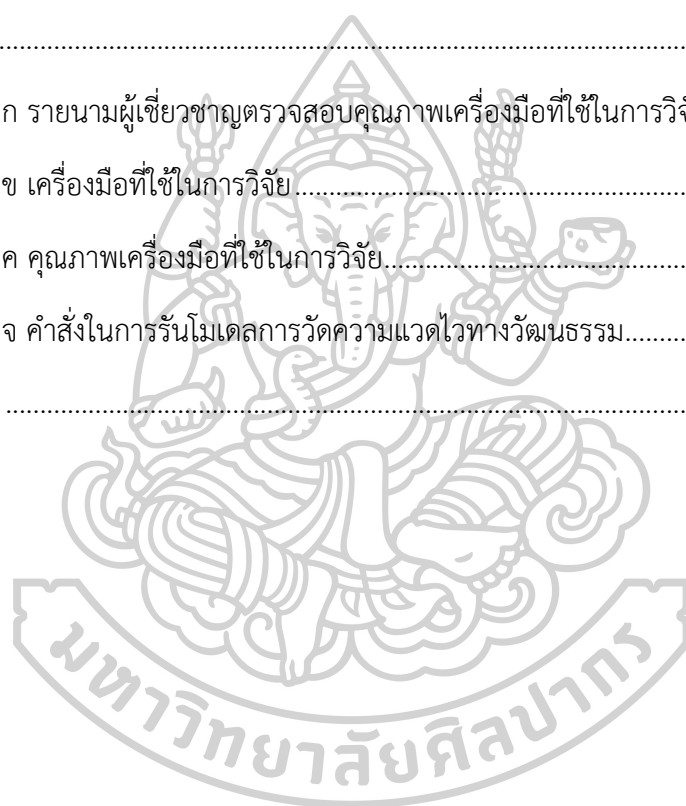 ................................................................................
ก รายนามผู้เชี่ยวชาญตรวจสอบคุณภาพเครื่องมือที่ใช้ในการวิ
ข เครื่องมือที่ใช้ในการวิจัย................................................
ค คุณภาพเครื่องมือที่ใช้ในการวิจัย.....................................
จ คำสั่งในการรันโมเดลการวัดความแวดไวทางวัฒนธรรม.........
................................................................................
มหาวิทยาลัยศิลปากร